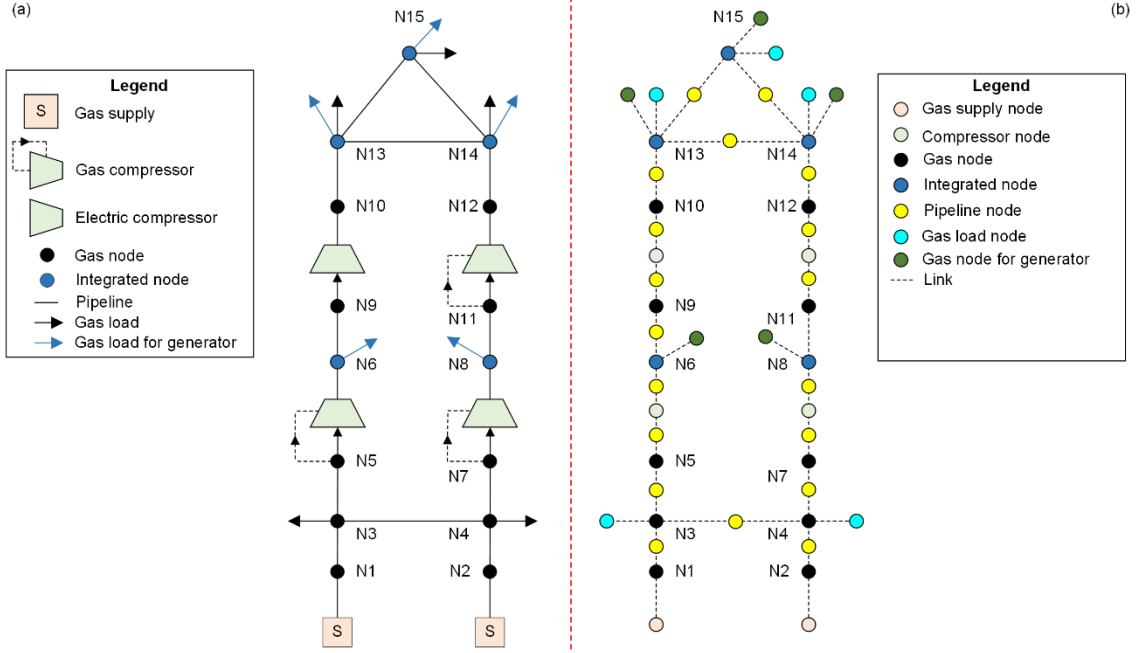 (a)
(b)
Legend
S
Gas supply
Gas compressor
Electric compressor
Gas node
Integrated node
Pipeline
Gas load
Gas load for generator
N15
N13
N14
N10
N12
N9
N11
N6
N8
N5
N7
N3
N4
N1
N2
S
S
N15
N13
N14
N10
N12
N9
N11
N6
N8
N5
N7
N3
N4
N1
N2
Legend
Gas supply node
Compressor node
Gas node
Integrated node
Pipeline node
Gas load node
Gas node for generator
Link